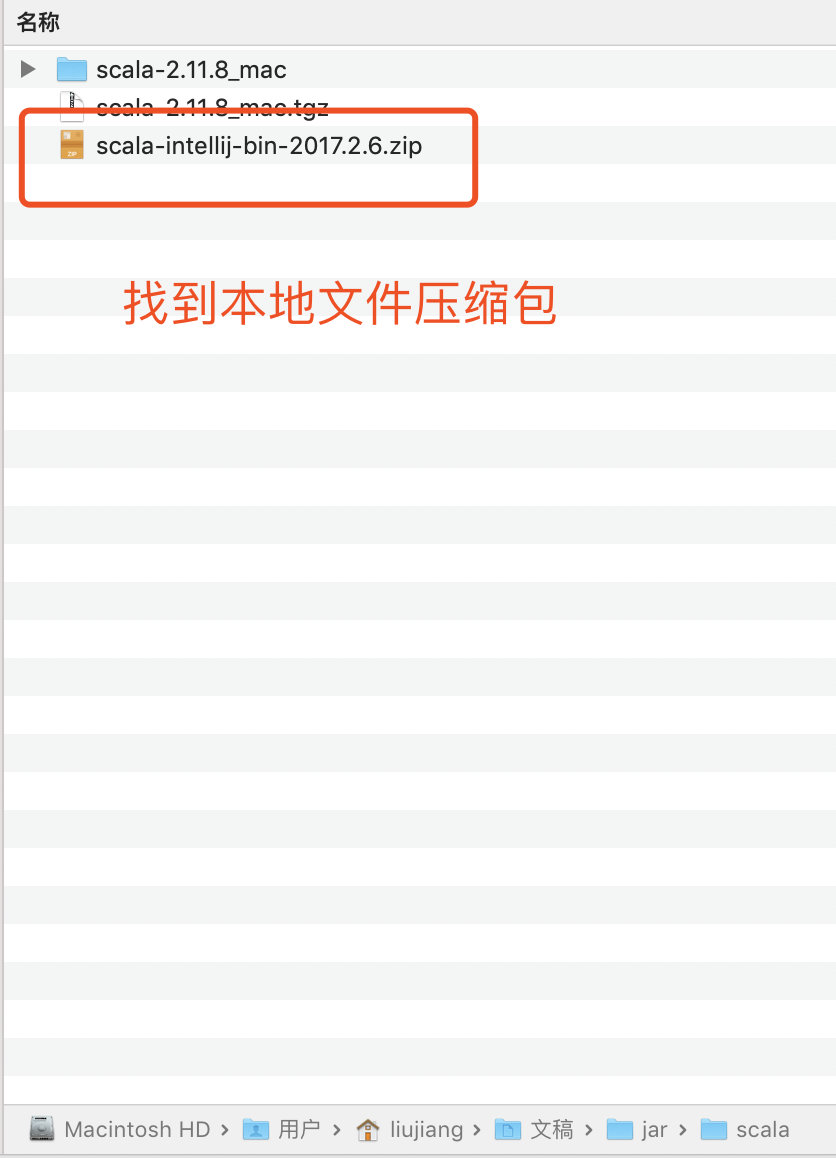 名称
scala-2.11.8_mac
scala-2.11.8_mac.tgz
ZIP
scala-intellij-bin-2017.2.6.zip
找到本地文件压缩包
Macintosh HD › 用户 › liujiang › 文稿 › jar › scala